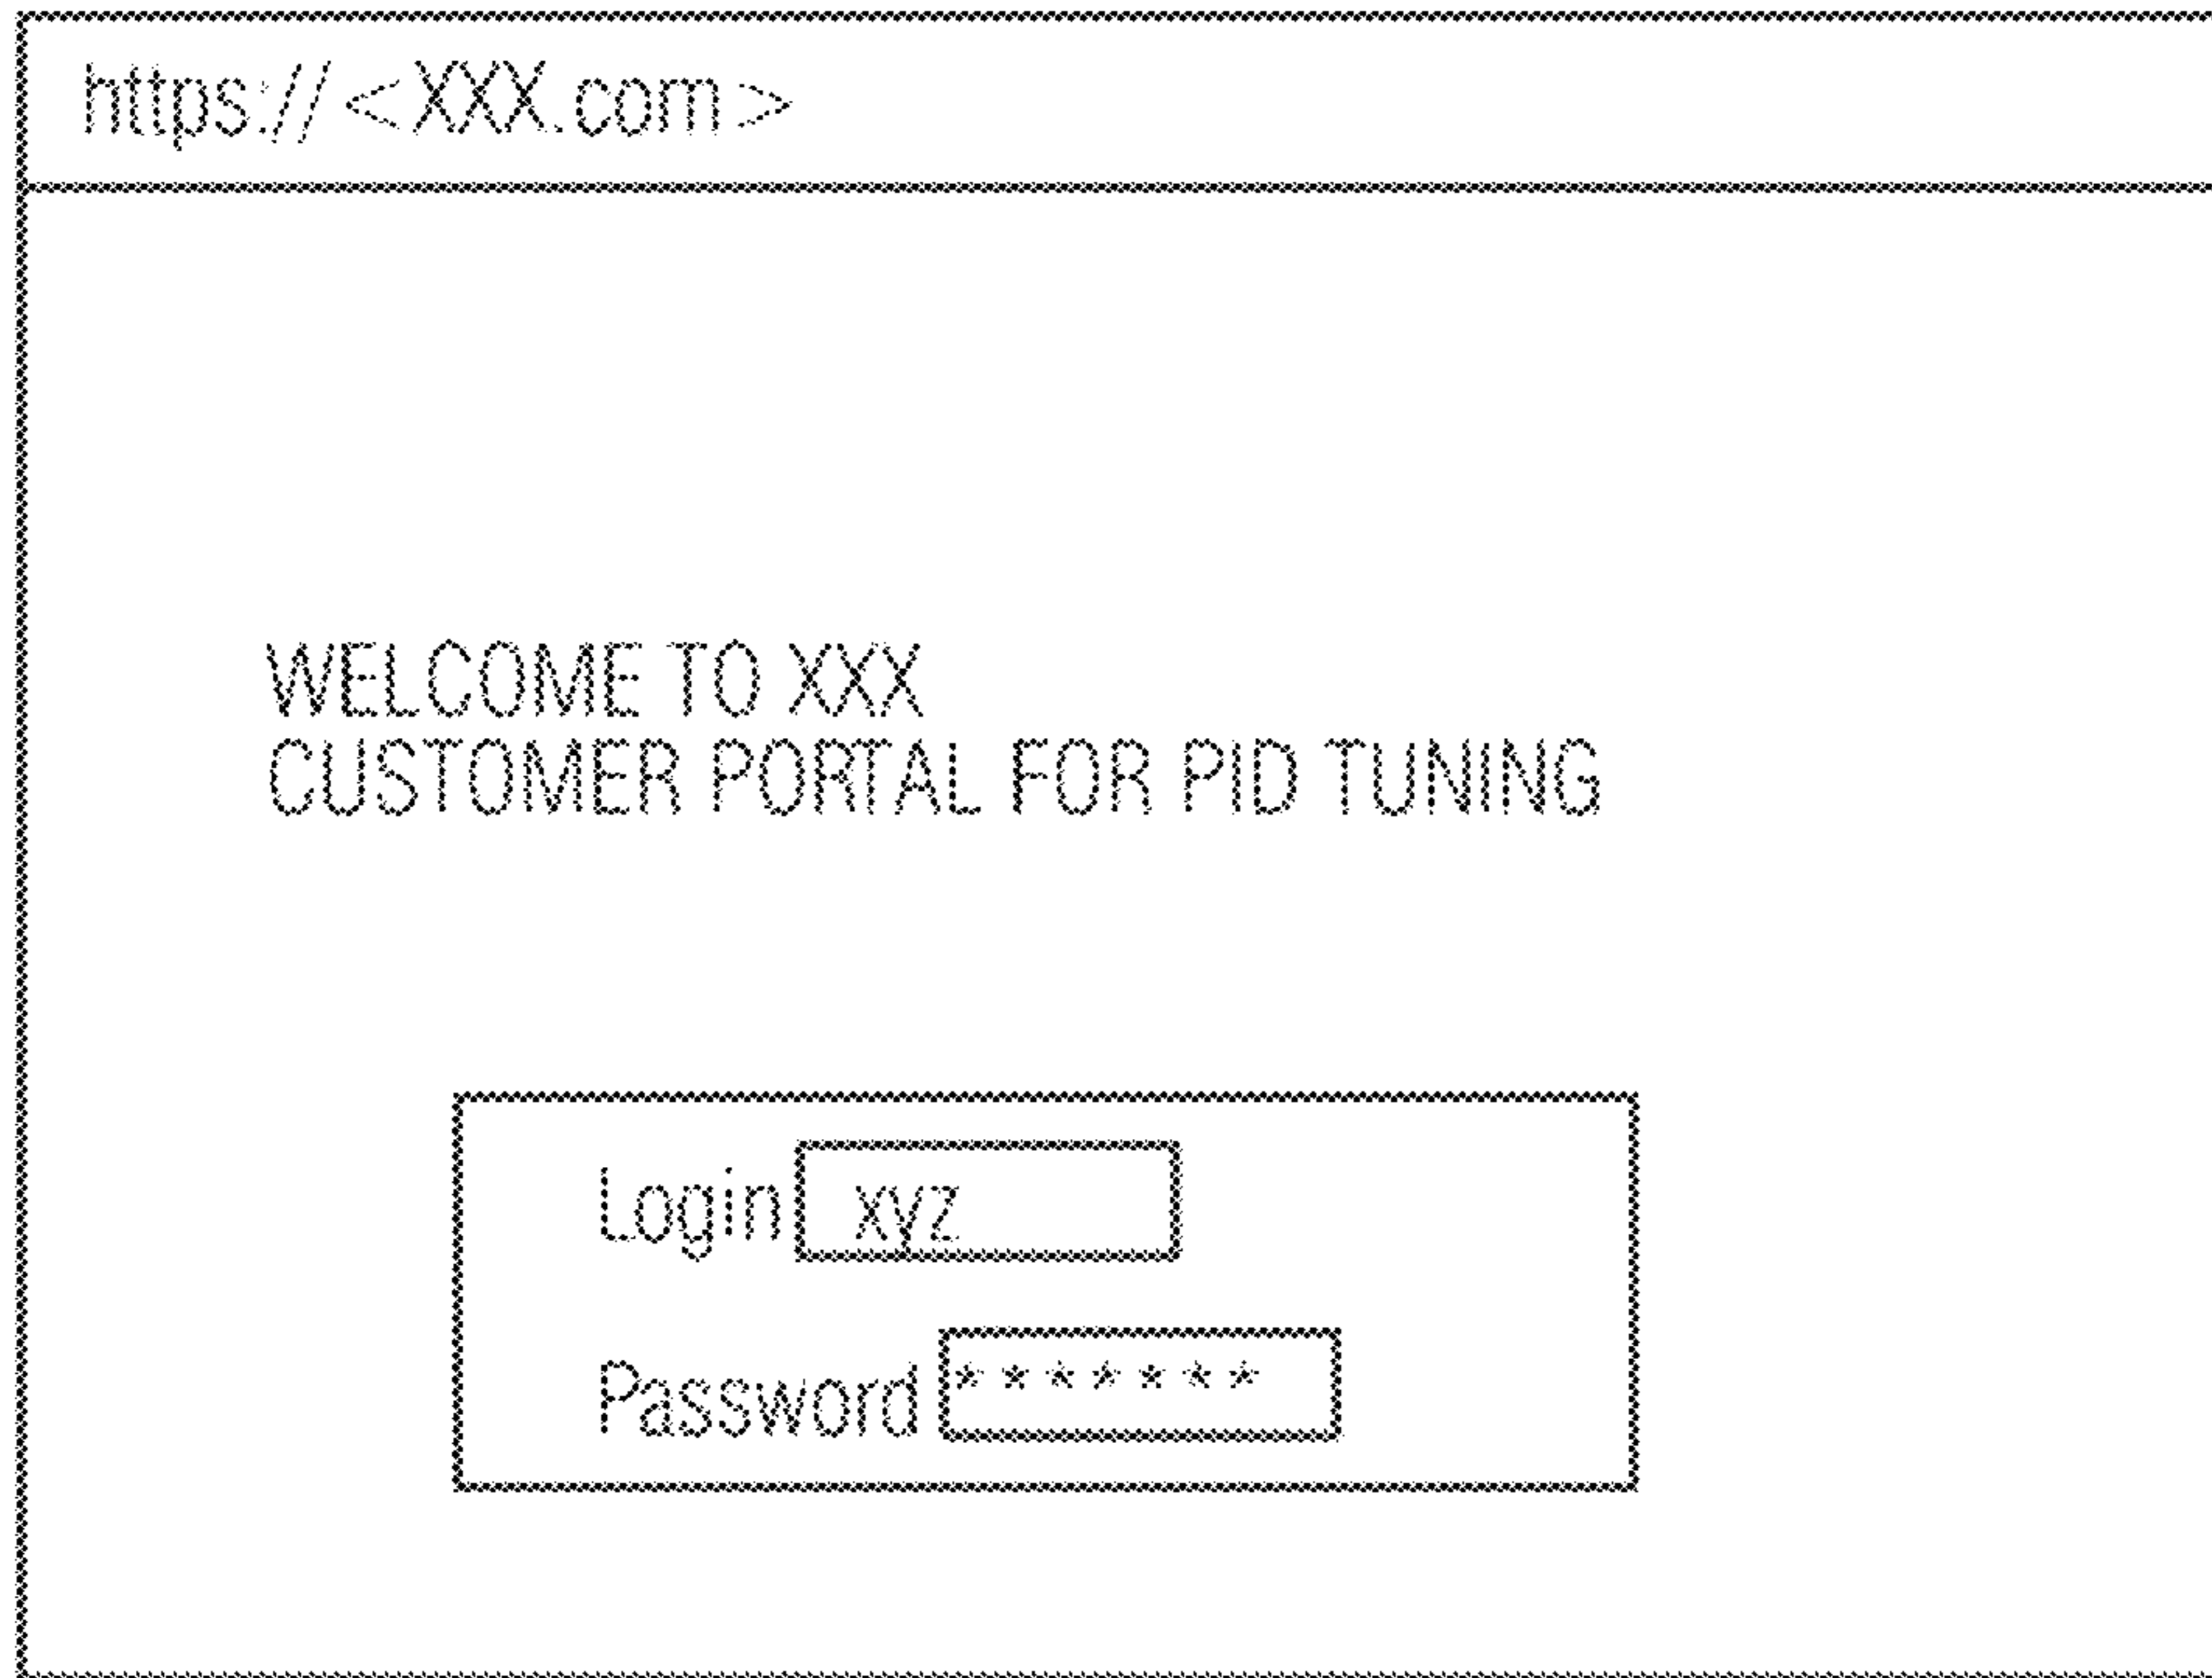 https://<XXX.com>
WELCOME TO XXX
CUSTOMER PORTAL FOR PID TUNING
Login xyz
Password *******